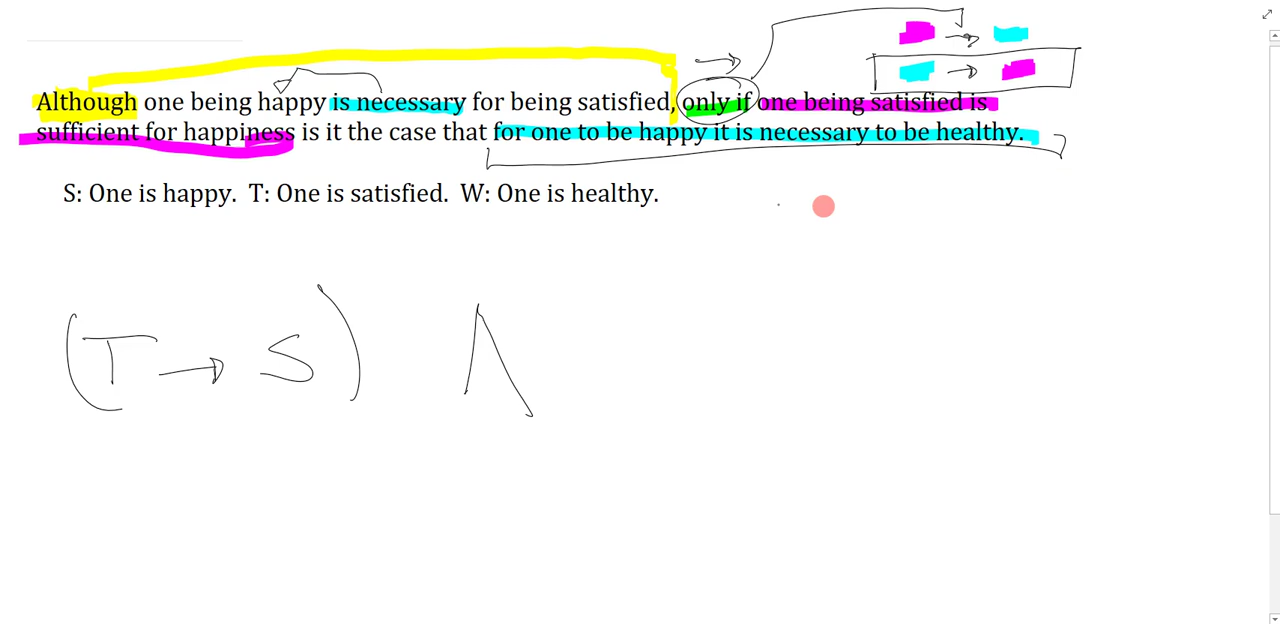 Although one being happy is necessary for being satisfied, only if one being satisfied is
sufficient for happiness is it the case that for one to be happy it is necessary to be healthy.
S: One is happy.  T: One is satisfied.  W: One is healthy.
(T → S) ∧